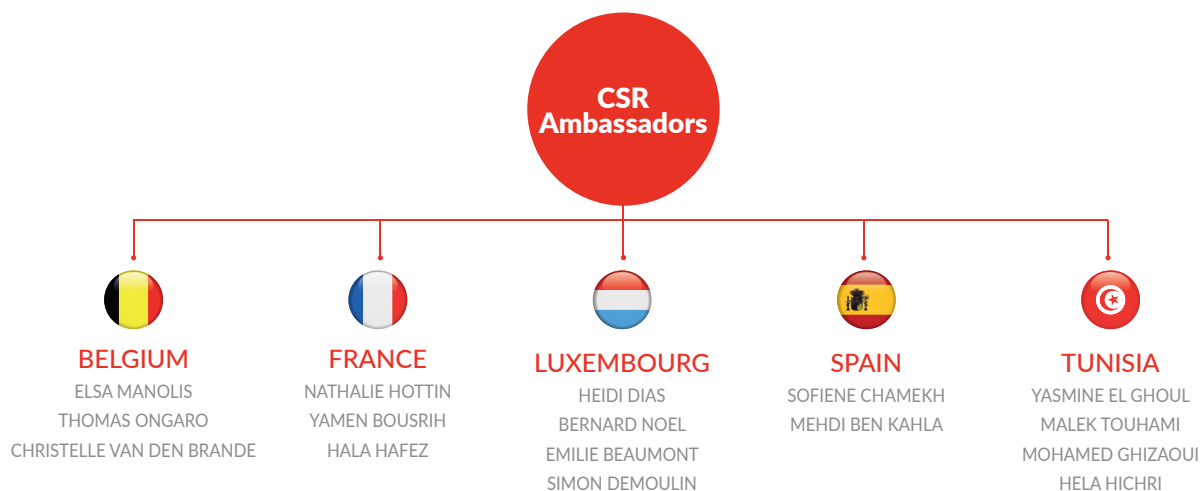 CSR
Ambassadors
BELGIUM
ELSA MANOLIS
THOMAS ONGARO
CHRISTELLE VAN DEN BRANDE
FRANCE
NATHALIE HOTTIN
YAMEN BOUSRIH
HALA HAFEZ
LUXEMBOURG
HEIDI DIAS
BERNARD NOEL
EMILIE BEAUMONT
SIMON DEMOULIN
SPAIN
SOFIENE CHAMEKH
MEHDI BEN KAHLA
TUNISIA
YASMINE EL GHOUL
MALEK TOUHAMI
MOHAMED GHIZAOUI
HELA HICHRI